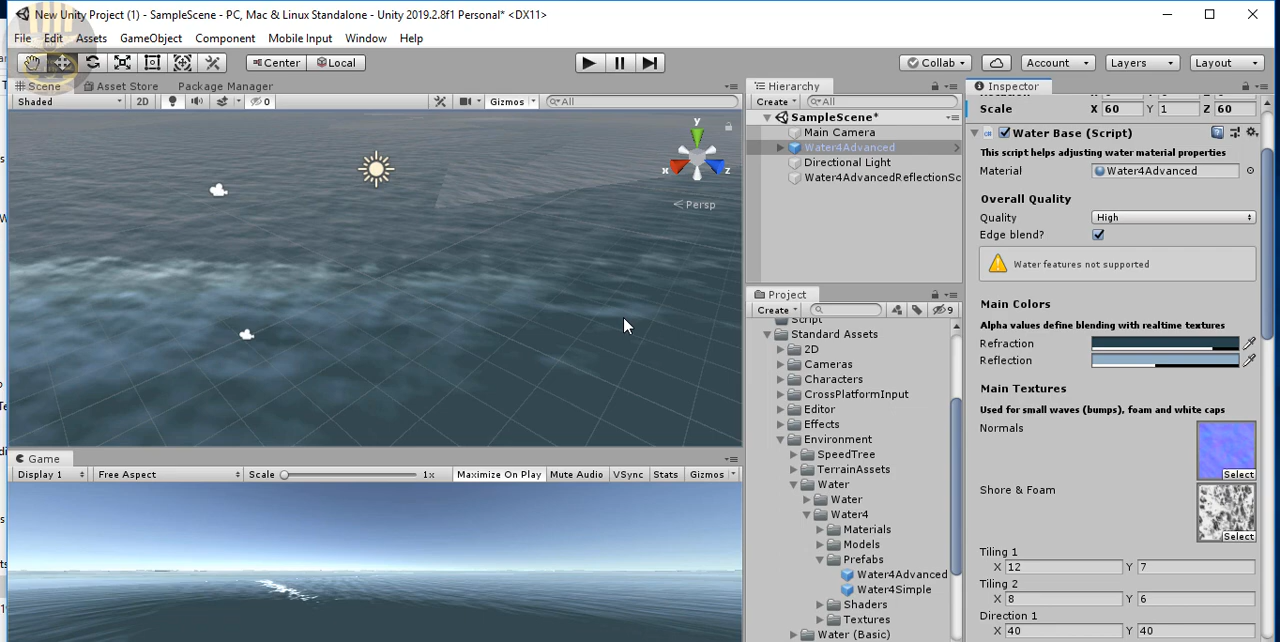 New Unity Project (1) - SampleScene - PC, Mac & Linux Standalone - Unity 2019.2.8f1 Personal* <DX11>
File Edit Assets GameObject Component Mobile Input Window Help
Center Local Collab Account Layers Layout
Scene Asset Store Package Manager
Shaded 2D 0 Gizmos All
y
x z
Persp
Game
Display 1 Free Aspect Scale 1x Maximize On Play Mute Audio VSync Stats Gizmos
Hierarchy
Create All
SampleScene*
Main Camera
Water4Advanced
Directional Light
Water4AdvancedReflectionSc
Project
Create 9
Script
Standard Assets
2D
Cameras
Characters
CrossPlatformInput
Editor
Effects
Environment
SpeedTree
TerrainAssets
Water
Water
Water4
Materials
Models
Prefabs
Water4Advanced
Water4Simple
Shaders
Textures
Water (Basic)
Inspector
Scale X 60 Y 1 Z 60
Water Base (Script)
This script helps adjusting water material properties
Material Water4Advanced
Overall Quality
Quality High
Edge blend?
Water features not supported
Main Colors
Alpha values define blending with realtime textures
Refraction
Reflection
Main Textures
Used for small waves (bumps), foam and white caps
Normals
Select
Shore & Foam
Select
Tiling 1
X 12 Y 7
Tiling 2
X 8 Y 6
Direction 1
X 40 Y 40